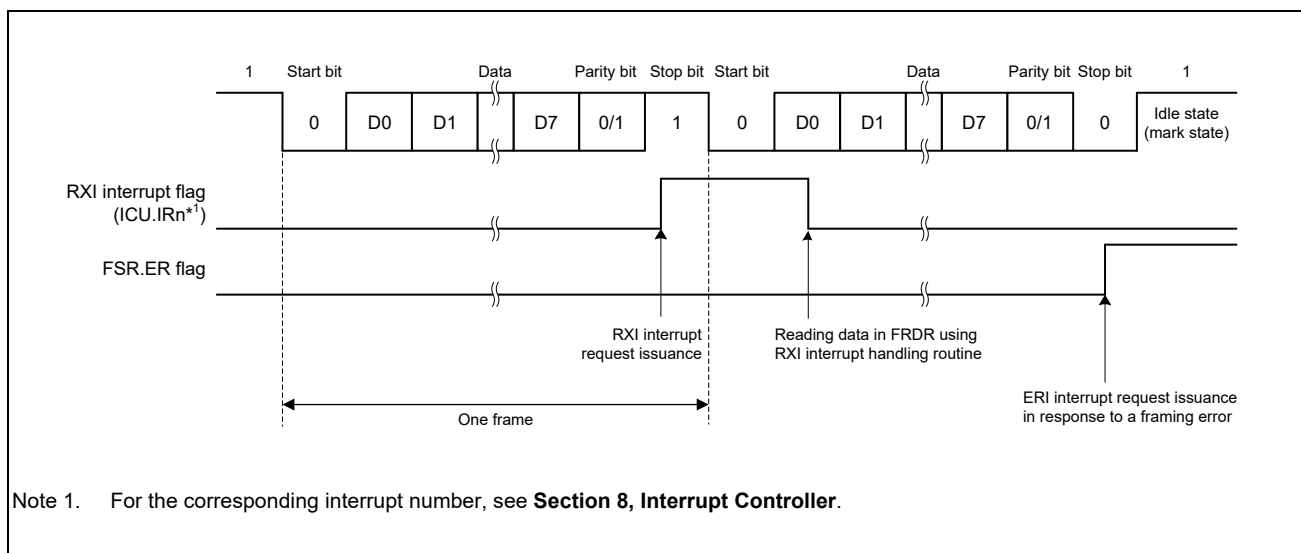 1 Start bit Data Parity bit Stop bit Start bit Data Parity bit Stop bit 1
0 D0 D1 D7 0/1 1 0 D0 D1 D7 0/1 0 Idle state
(mark state)
RXI interrupt flag
(ICU.IRn*1)
FSR.ER flag
RXI interrupt
request issuance
Reading data in FRDR using
RXI interrupt handling routine
ERI interrupt request issuance
in response to a framing error
One frame
Note 1. For the corresponding interrupt number, see Section 8, Interrupt Controller.